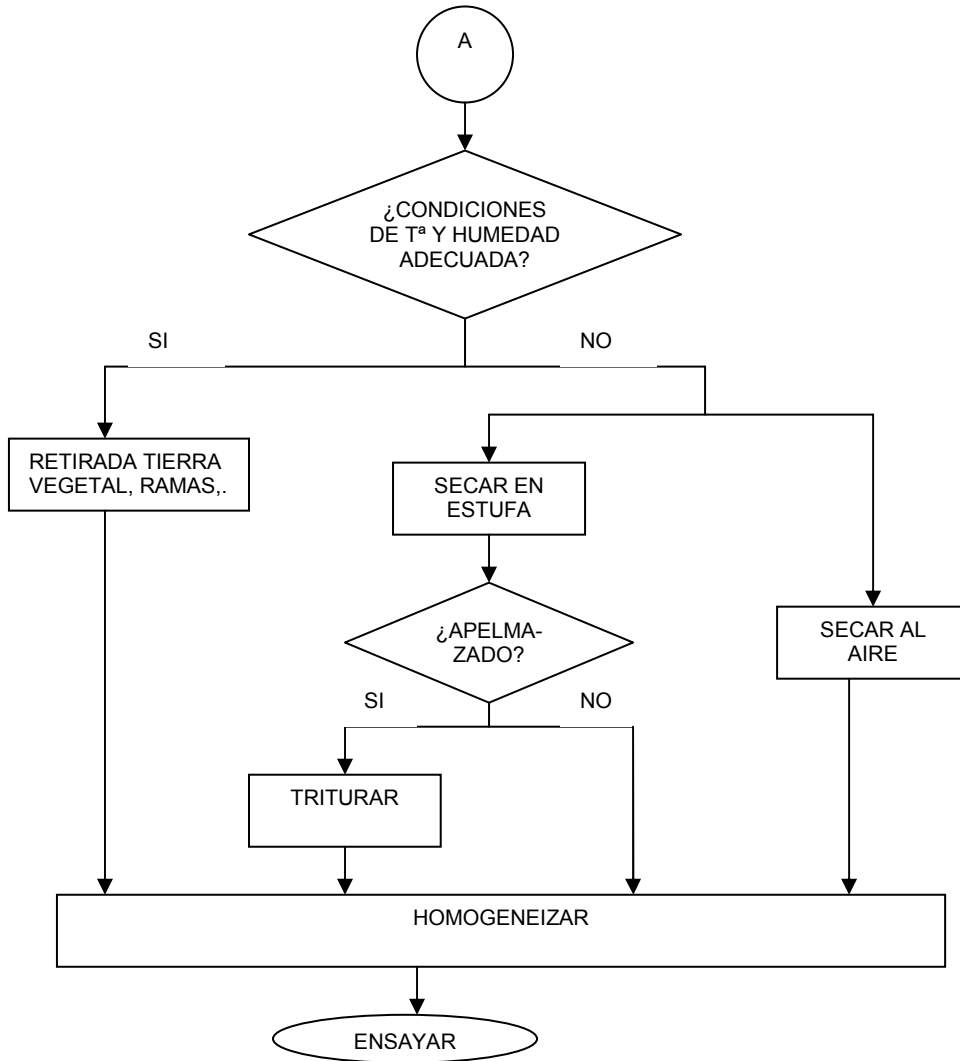 A
¿CONDICIONES
DE Tª Y HUMEDAD
ADECUADA?
SI
NO
RETIRADA TIERRA
VEGETAL, RAMAS,.
SECAR EN
ESTUFA
¿APELMA-
ZADO?
SECAR AL
AIRE
SI
NO
TRITURAR
HOMOGENEIZAR
ENSAYAR